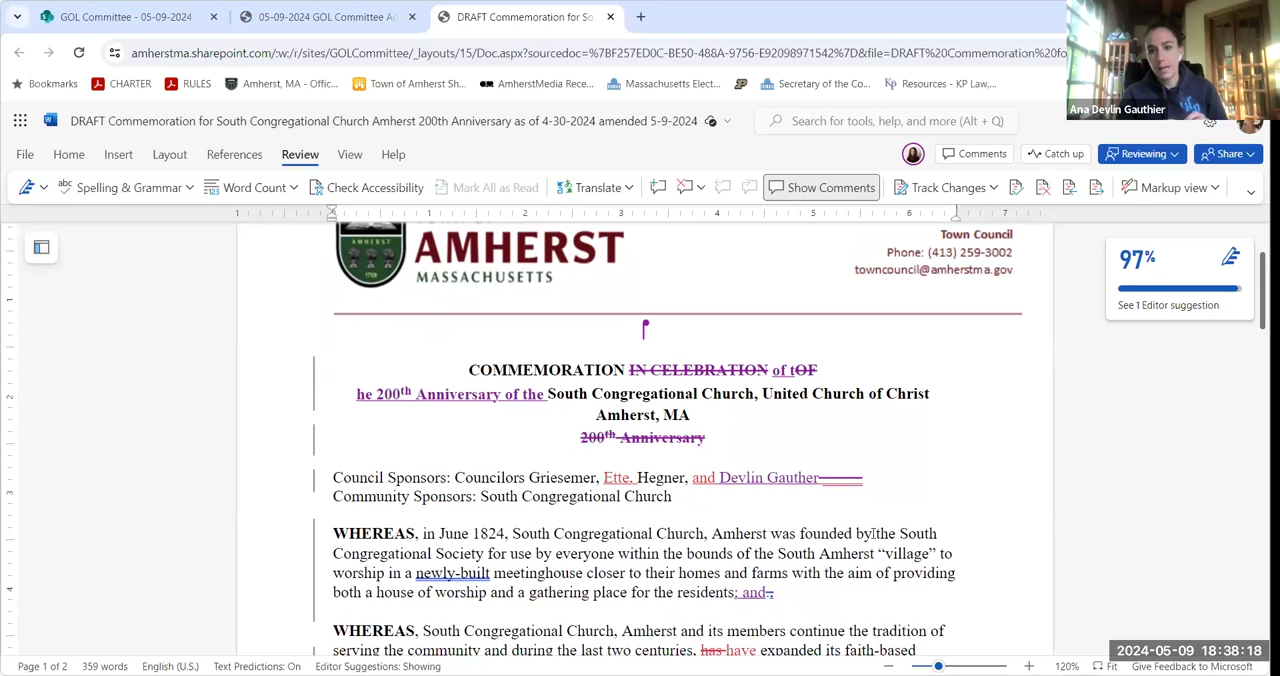 GOL Committee - 05-09-2024
05-09-2024 GOL Committee Ag
DRAFT Commemoration for So
amherstma.sharepoint.com/wc/r/sites/GOLCommittee/_layouts/15/Doc.aspx?sourcedoc=%7BF257ED0C-BE50-488A-9756-E92098971542%7D&file=DRAFT%20Commemoration%20fo
Bookmarks CHARTER RULES Amherst, MA - Offic... Town of Amherst Sh... AmherstMedia Rece... Massachusetts Elect... Secretary of the Co... Resources - KP Law,...
Ana Devlin Gauthier
DRAFT Commemoration for South Congregational Church, 200th Anniversary as of 4-30-2024 amended 5-9-2024
Search for tools, help, and more (Alt + Q)
File Home Insert Layout References Review View Help
Comments Catch up Reviewing Share
Spelling & Grammar Word Count Check Accessibility Mark All as Read Translate Show Comments Track Changes Markup view
1 1 2 3 4 5 6 7
AMHERST
AMHERST
MASSACHUSETTS
Town Council
Phone: (413) 259-3002
towncouncil@amherstma.gov
97%
See 1 Editor suggestion
COMMEMORATION IN CELEBRATION of tOF
he 200th Anniversary of the South Congregational Church, United Church of Christ
Amherst, MA
200th Anniversary
Council Sponsors: Councilors Griesemer, Ette, Hegner, and Devlin Gauther
Community Sponsors: South Congregational Church
WHEREAS, in June 1824, South Congregational Church, Amherst was founded by the South
Congregational Society for use by everyone within the bounds of the South Amherst “village” to
worship in a newly-built meetinghouse closer to their homes and farms with the aim of providing
both a house of worship and a gathering place for the residents; and.
WHEREAS, South Congregational Church, Amherst and its members continue the tradition of
serving the community and during the last two centuries, has have expanded its faith-based
2024-05-09 18:38:18
Page 1 of 2 359 words English (U.S.) Text Predictions: On Editor Suggestions: Showing 120% Fit Give Feedback to Microsoft